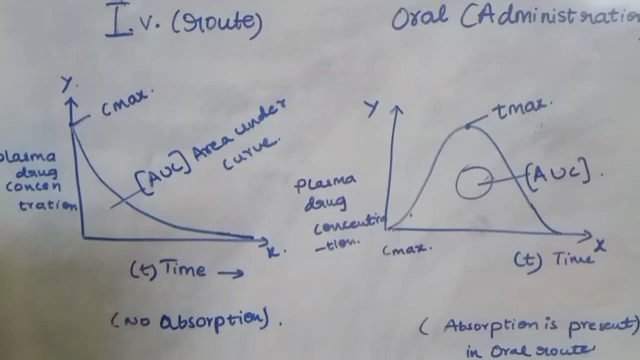 I v. (route)
Y.
Cmax.
[AUC] Area under
curve.
plasma
drug
concen
tration
X.
(t) Time →
(No absorption).
Oral (Administration
Y
tmax.
[AUC].
plasma
drug
concentra
-tion.
Cmax.
X
(t) Time
( Absorption is present)
in oral route